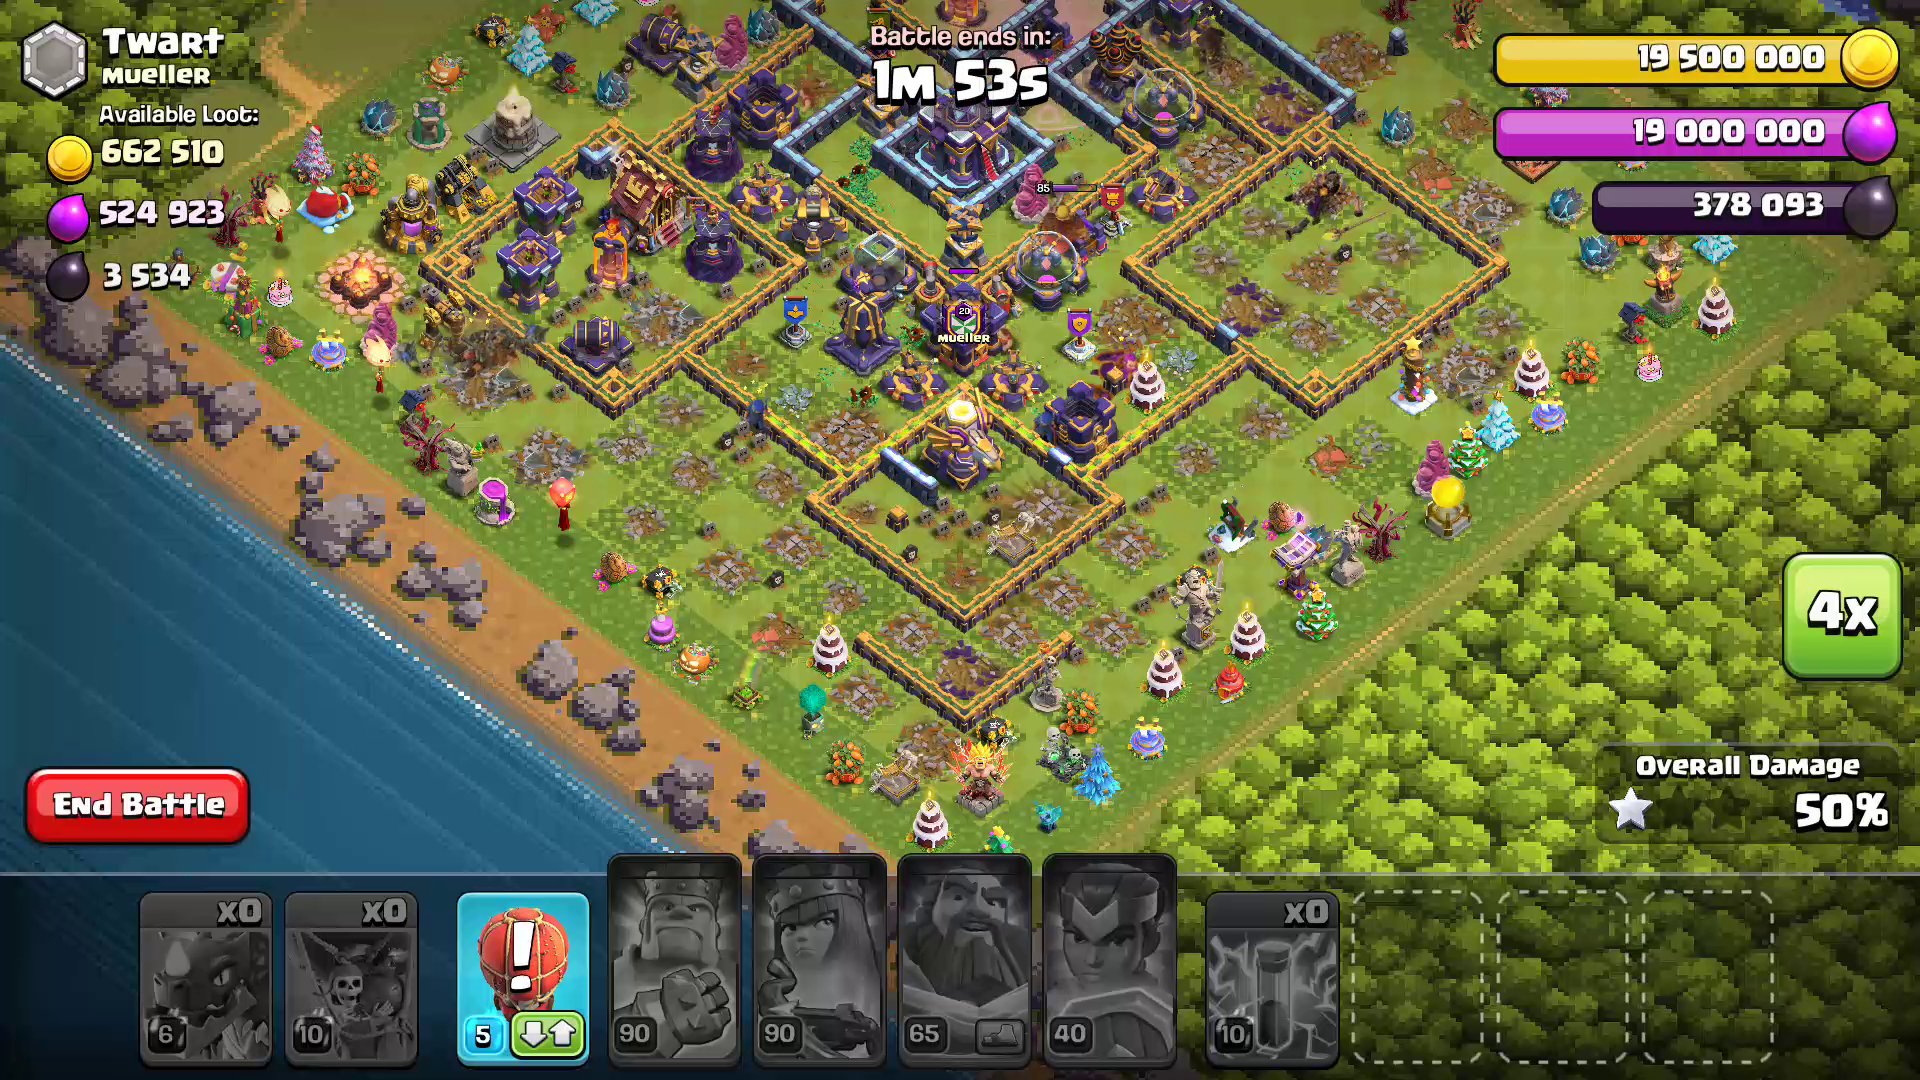 Twart
Mueller
Available Loot:
662 510
524 923
3 534
Battle ends in:
1m 53s
19 500 000
19 000 000
378 093
85
20
Mueller
4x
Overall Damage
50%
End Battle
x0
6
x0
10
!
5
90
90
65
40
x0
10